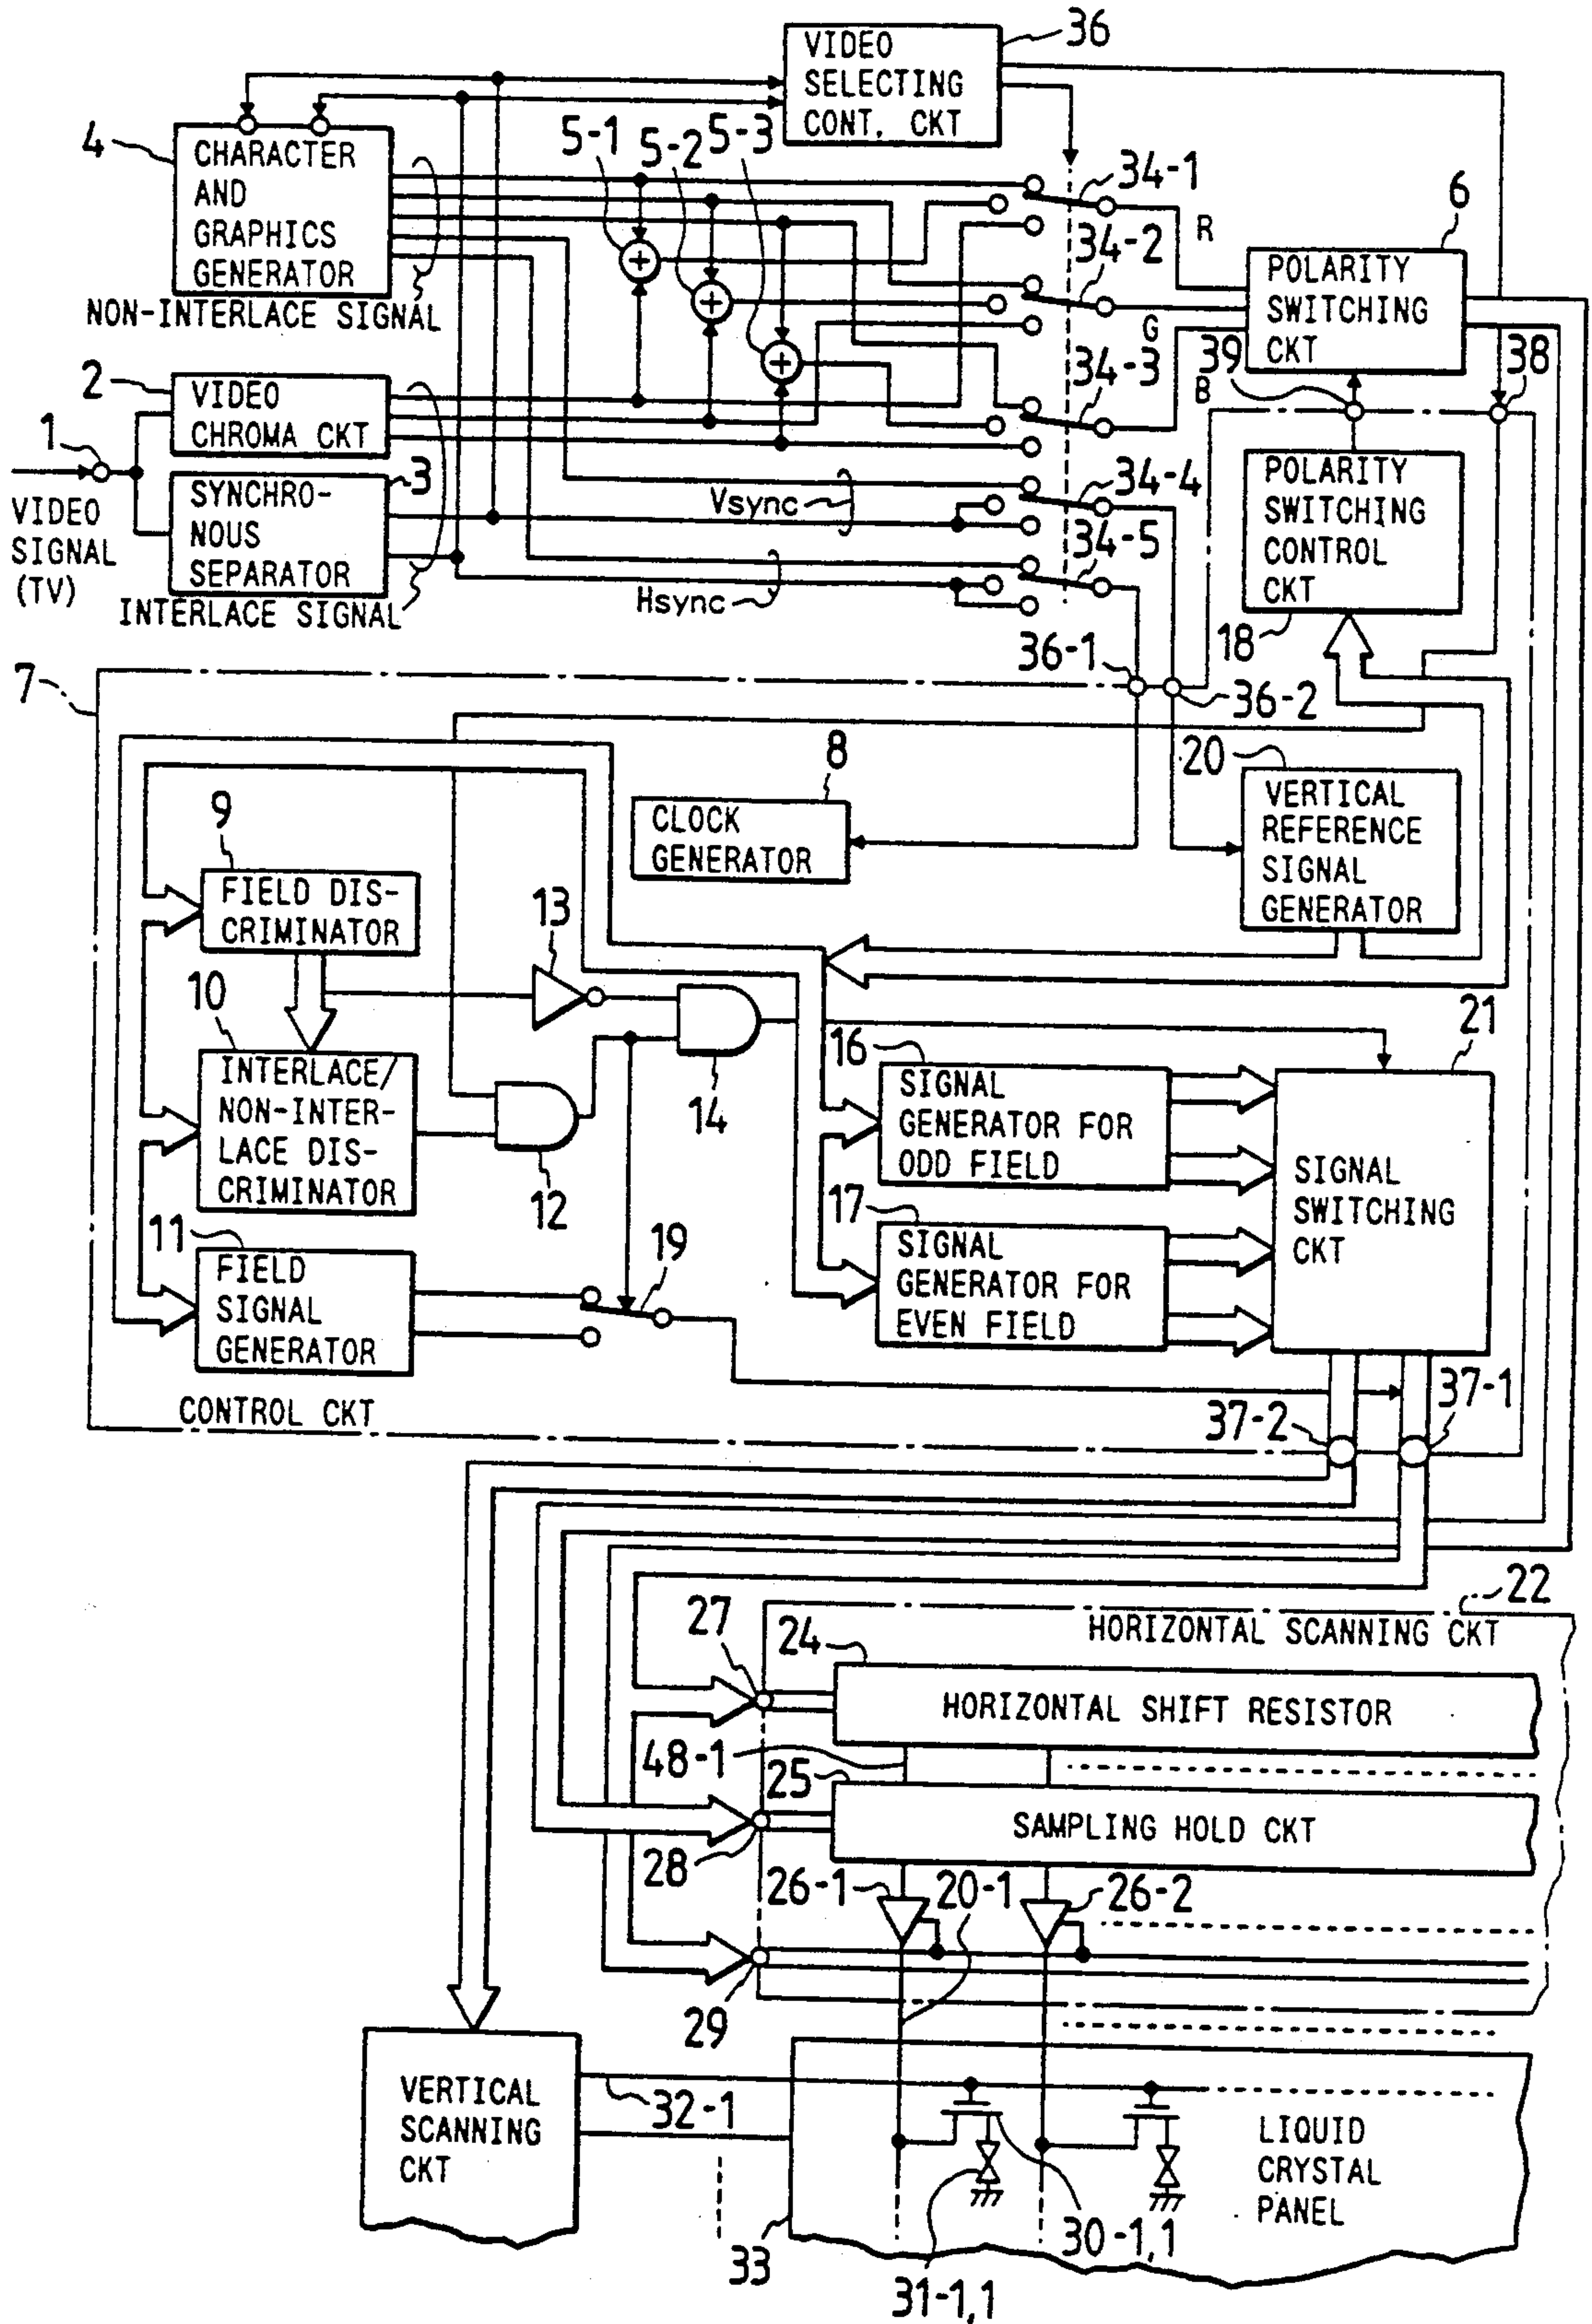 36
VIDEO
SELECTING
CONT. CKT
4
CHARACTER
AND
GRAPHICS
GENERATOR
NON-INTERLACE SIGNAL
5-1
5-2
5-3
34-1
R
34-2
G
34-3
B
34-4
34-5
6
POLARITY
SWITCHING
CKT
39
38
2
VIDEO
CHROMA CKT
1
VIDEO
SIGNAL
(TV)
3
SYNCHRO-
NOUS
SEPARATOR
INTERLACE SIGNAL
Vsync
Hsync
POLARITY
SWITCHING
CONTROL
CKT
18
7
36-1
36-2
8
CLOCK
GENERATOR
20
VERTICAL
REFERENCE
SIGNAL
GENERATOR
9
FIELD DIS-
CRIMINATOR
13
10
INTERLACE/
NON-INTER-
LACE DIS-
CRIMINATOR
12
14
16
SIGNAL
GENERATOR FOR
ODD FIELD
21
SIGNAL
SWITCHING
CKT
11
FIELD
SIGNAL
GENERATOR
19
17
SIGNAL
GENERATOR FOR
EVEN FIELD
CONTROL CKT
37-2
37-1
22
HORIZONTAL SCANNING CKT
27
24
HORIZONTAL SHIFT RESISTOR
48-1
25
SAMPLING HOLD CKT
28
26-1
20-1
26-2
29
VERTICAL
SCANNING
CKT
32-1
LIQUID
CRYSTAL
PANEL
33
30-1,1
31-1,1